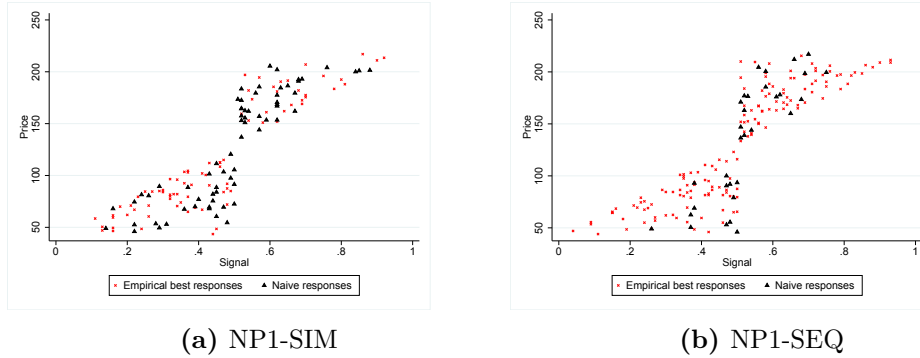 250
200
150
100
50
Price
0 .2 .4 .6 .8 1
Signal
× Empirical best responses ▲ Naive responses
(a) NP1-SIM
250
200
150
100
50
Price
0 .2 .4 .6 .8 1
Signal
× Empirical best responses ▲ Naive responses
(b) NP1-SEQ